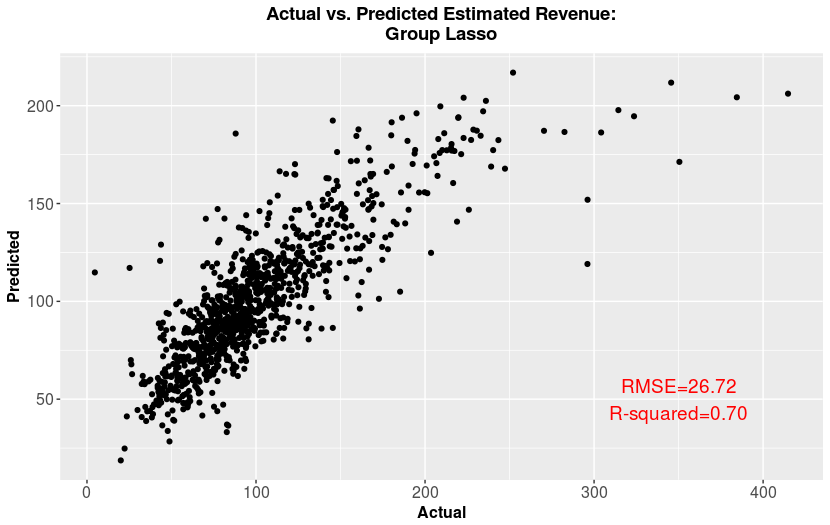 Actual vs. Predicted Estimated Revenue:
Group Lasso
Predicted
200
150
100
50
RMSE=26.72
R-squared=0.70
0 100 200 300 400
Actual